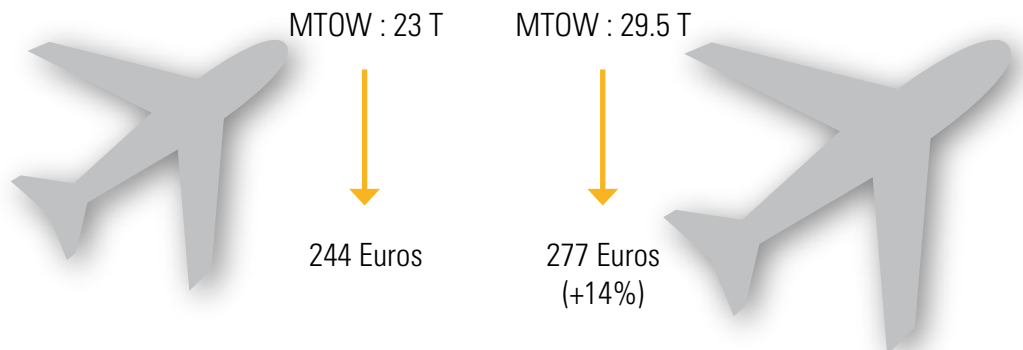 MTOW : 23 T
MTOW : 29.5 T
244 Euros
277 Euros
(+14%)